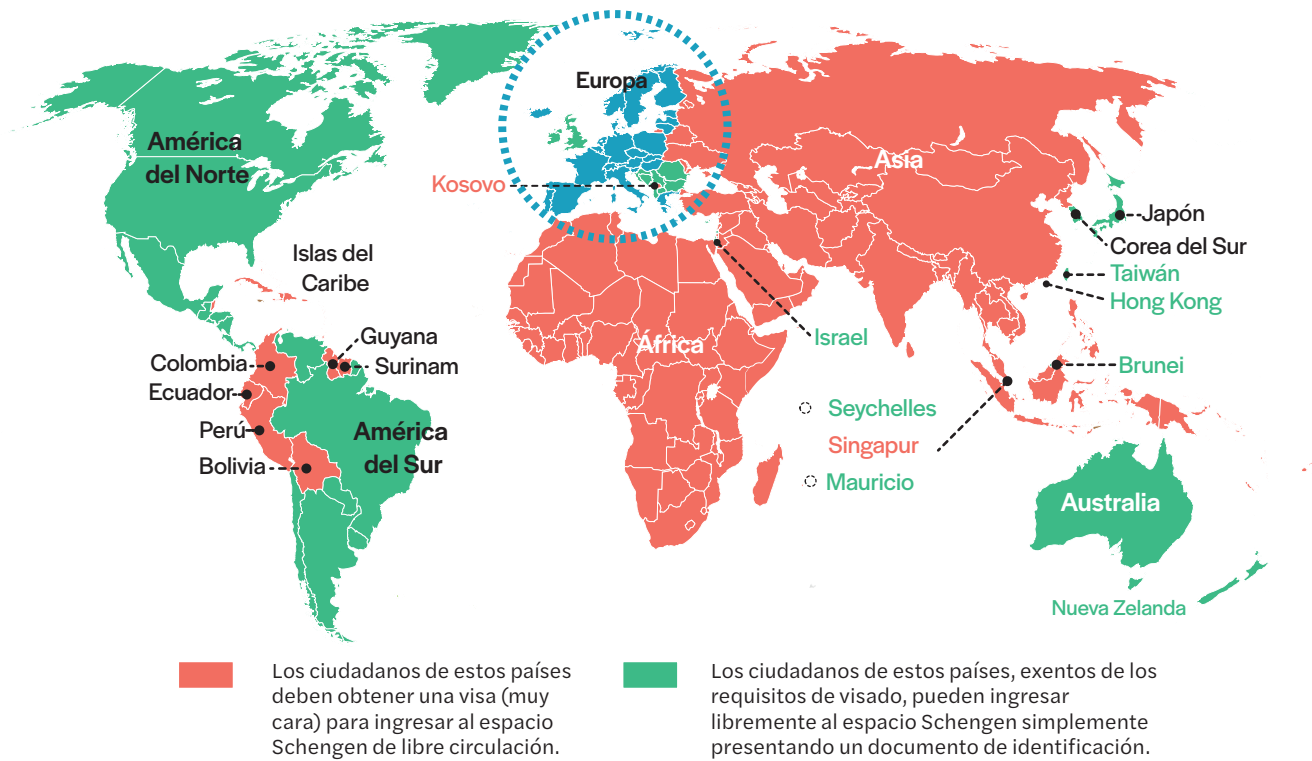 Europa
América
del Norte
Asia
Kosovo
Japón
Corea del Sur
Islas del
Caribe
Taiwán
Hong Kong
Guyana
Israel
África
Colombia
Surinam
Brunei
Ecuador
Seychelles
Perú
América
del Sur
Singapur
Bolivia
Mauricio
Australia
Nueva Zelanda
Los ciudadanos de estos países
deben obtener una visa (muy
cara) para ingresar al espacio
Schengen de libre circulación.
Los ciudadanos de estos países, exentos de los
requisitos de visado, pueden ingresar
libremente al espacio Schengen simplemente
presentando un documento de identificación.